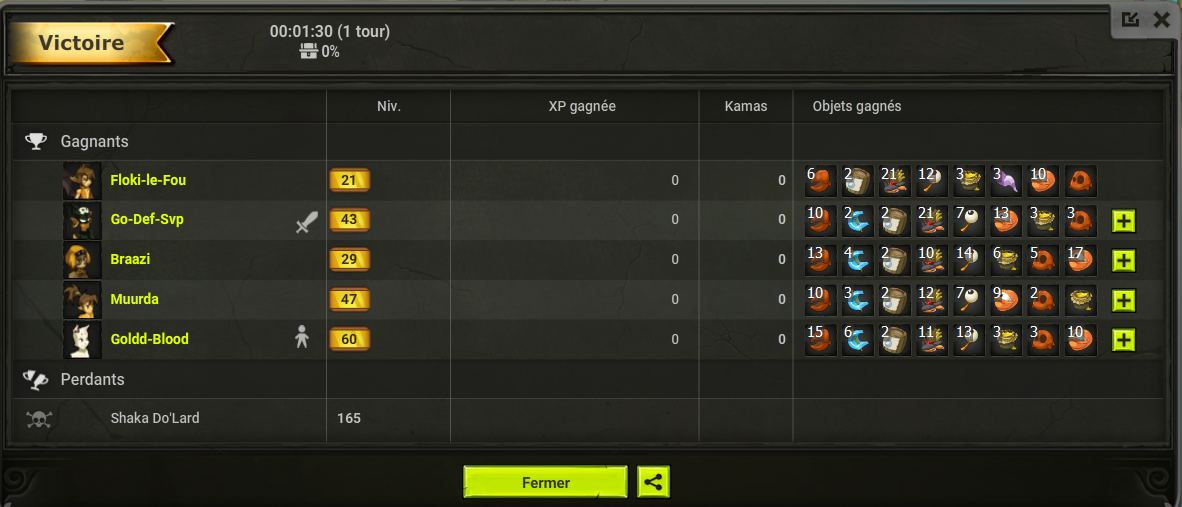 Victoire
00:01:30 (1 tour)
0%
Niv. XP gagnée Kamas Objets gagnés
Gagnants
Floki-le-Fou 21 0 0 6 2 21 12 3 3 10
Go-Def-Svp 43 0 0 10 2 2 21 7 13 3 3
Braazi 29 0 0 13 4 2 10 14 6 5 17
Muurda 47 0 0 10 3 2 12 7 9 2
Goldd-Blood 60 0 0 15 6 2 11 13 3 3 10
Perdants
Shaka Do'Lard 165
Fermer